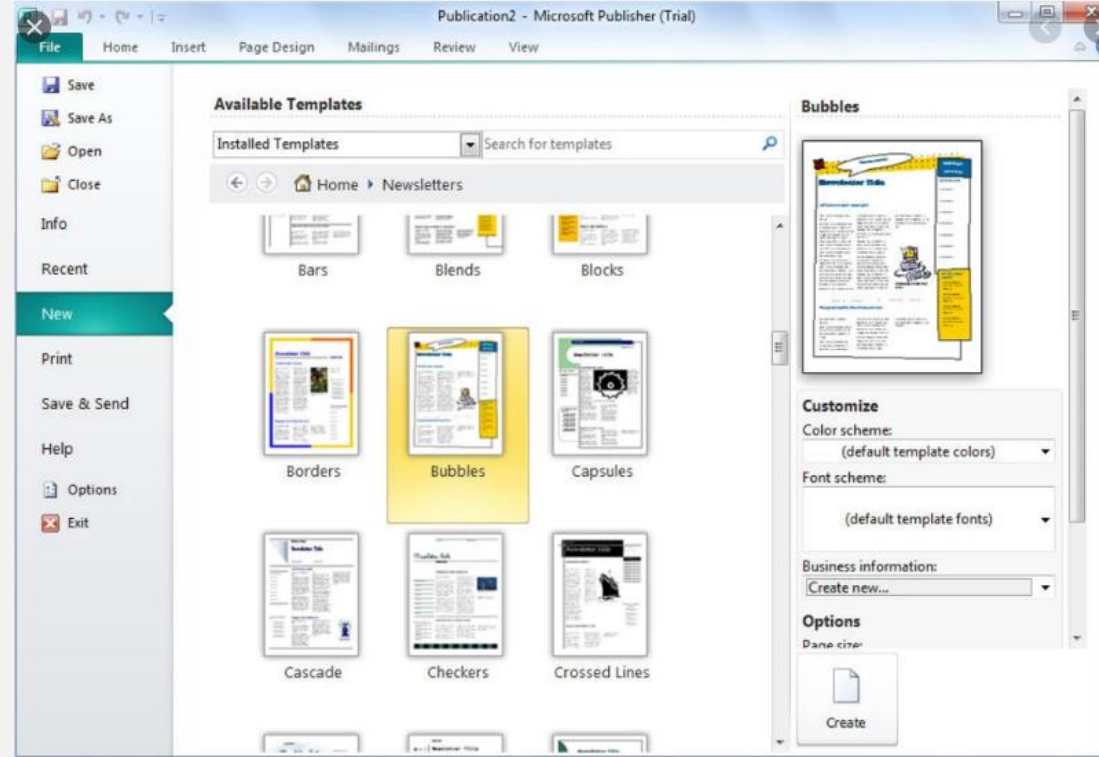 Publication2 - Microsoft Publisher (Trial)
File Home Insert Page Design Mailings Review View
Save
Save As
Open
Close
Info
Recent
New
Print
Save & Send
Help
Options
Exit
Available Templates
Installed Templates
Search for templates
Home Newsletters
Bars Blends Blocks
Borders Bubbles Capsules
Cascade Checkers Crossed Lines
Bubbles
Newsletter Title
Customize
Color scheme:
(default template colors)
Font scheme:
(default template fonts)
Business information:
Create new...
Options
Page size:
Create